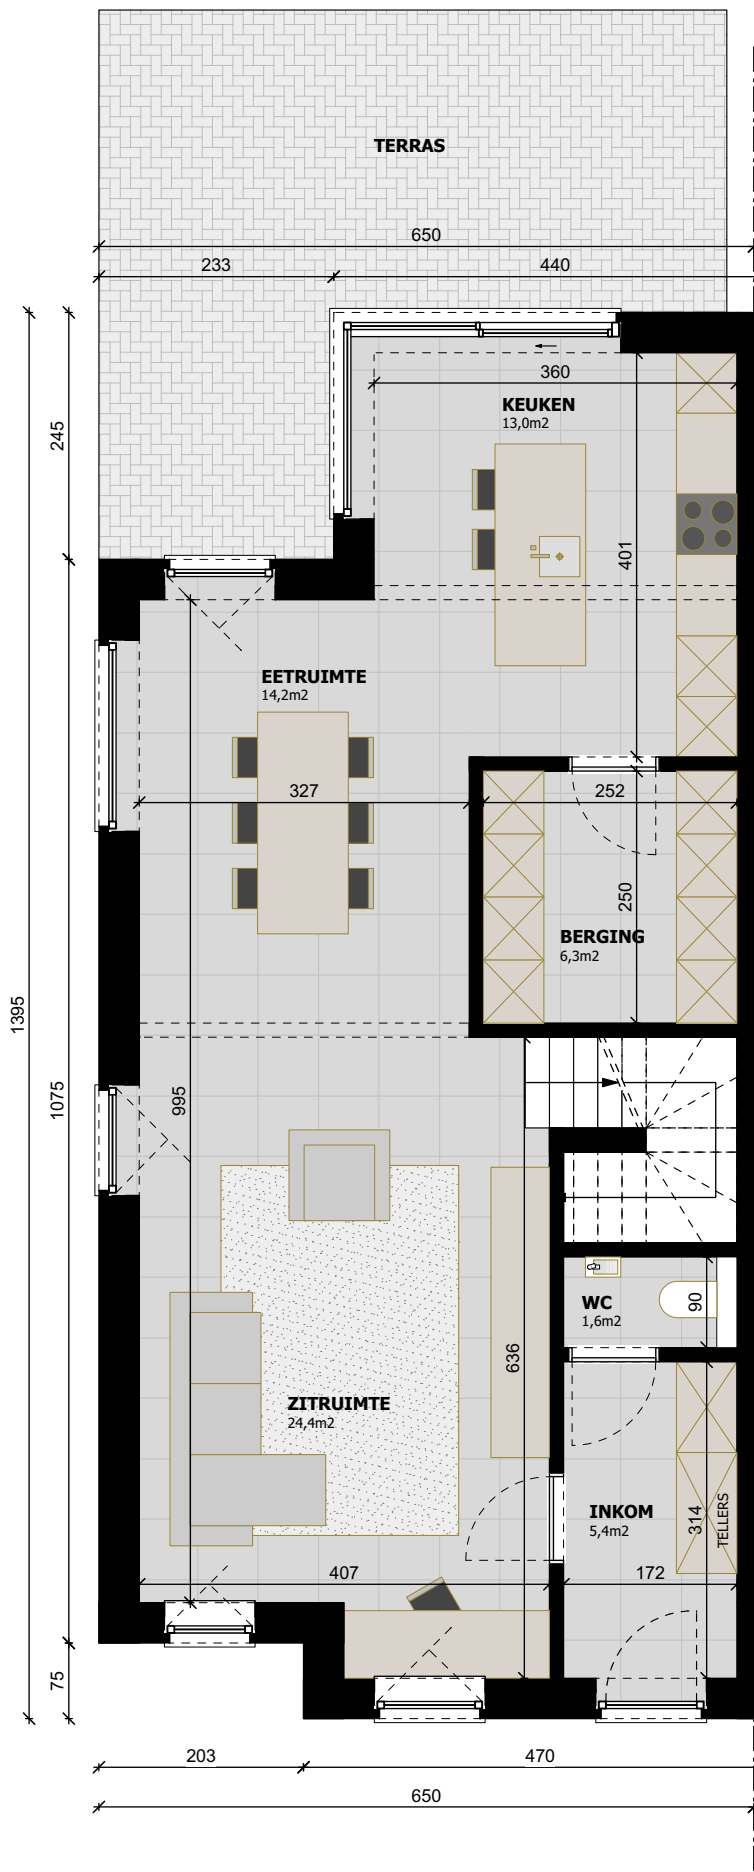 TERRAS
650
233
440
360
KEUKEN
13,0m2
245
401
EETRUIMTE
14,2m2
327
252
250
BERGING
6,3m2
1395
1075
995
WC
1,6m2
90
636
ZITRUIMTE
24,4m2
INKOM
5,4m2
314
TELLERS
407
172
75
203
470
650